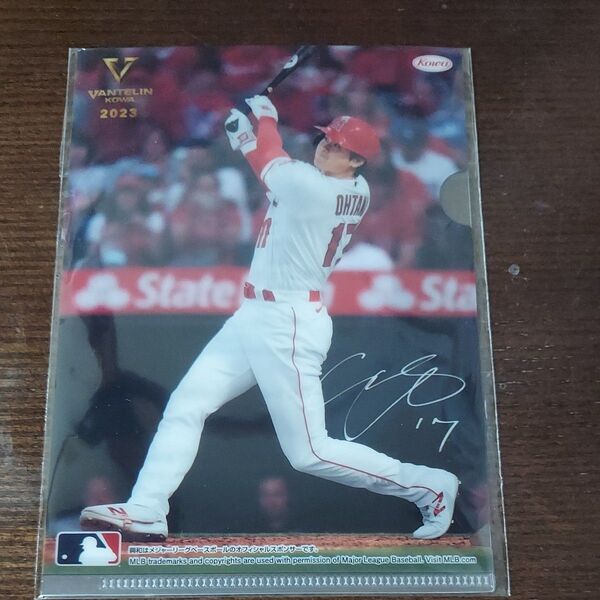 VANTELIN
KOWA
2023
Kowa
OHTANI
17
State
Sta
17
興和はメジャーリーグベースボールのオフィシャルスポンサーです。
MLB trademarks and copyrights are used with permission of Major League Baseball. Visit MLB.com